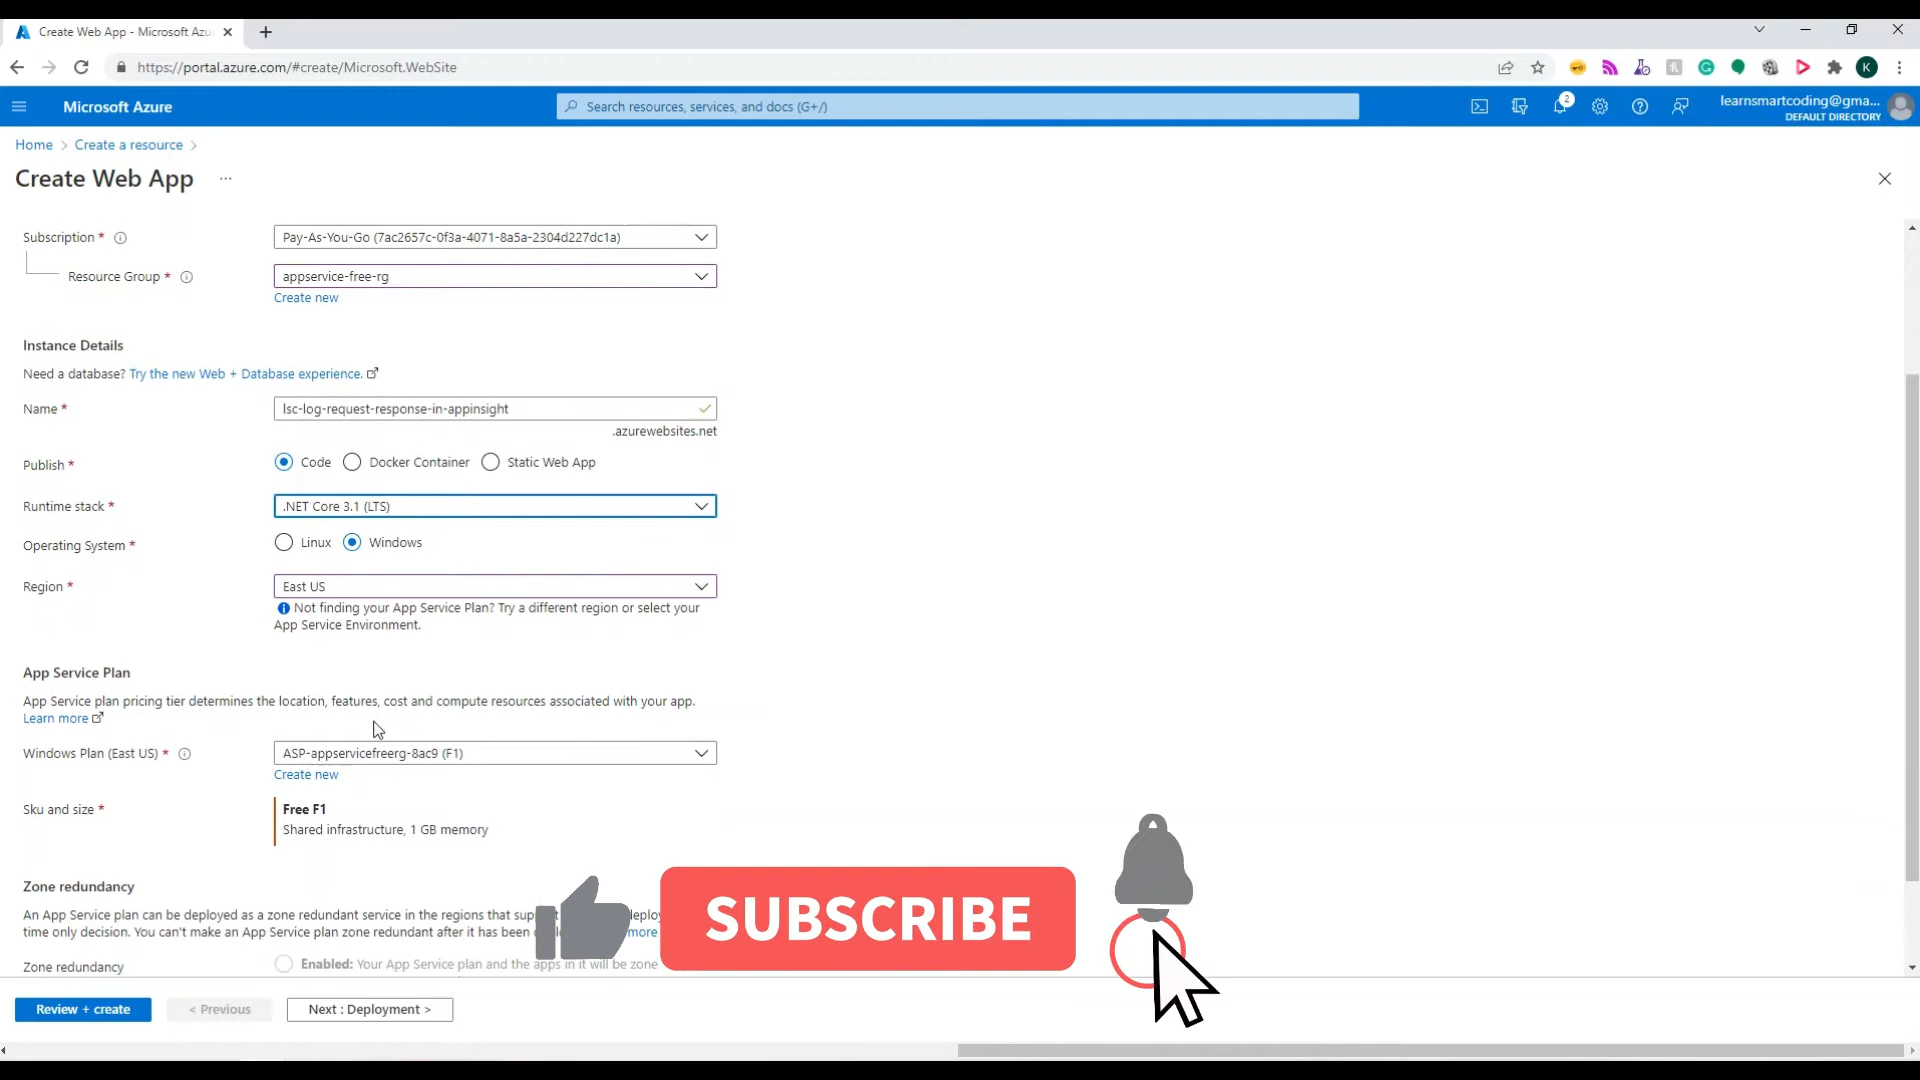 Create Web App - Microsoft Azu
https://portal.azure.com/#create/Microsoft.WebSite
K
Microsoft Azure
Search resources, services, and docs (G+/)
2
learnsmartcoding@gma...
DEFAULT DIRECTORY
Home > Create a resource >
Create Web App ...
Subscription *
Pay-As-You-Go (7ac2657c-0f3a-4071-8a5a-2304d227dc1a)
Resource Group *
appservice-free-rg
Create new
Instance Details
Need a database? Try the new Web + Database experience.
Name *
lsc-log-request-response-in-appinsight
.azurewebsites.net
Publish *
Code
Docker Container
Static Web App
Runtime stack *
.NET Core 3.1 (LTS)
Operating System *
Linux
Windows
Region *
East US
Not finding your App Service Plan? Try a different region or select your
App Service Environment.
App Service Plan
App Service plan pricing tier determines the location, features, cost and compute resources associated with your app.
Learn more
Windows Plan (East US) *
ASP-appservicefreerg-8ac9 (F1)
Create new
Sku and size *
Free F1
Shared infrastructure, 1 GB memory
Zone redundancy
An App Service plan can be deployed as a zone redundant service in the regions that
time only decision. You can't make an App Service plan zone redundant after it has been more
Zone redundancy
Enabled: Your App Service plan and the apps in it will be zone
SUBSCRIBE
Review + create
< Previous
Next : Deployment >